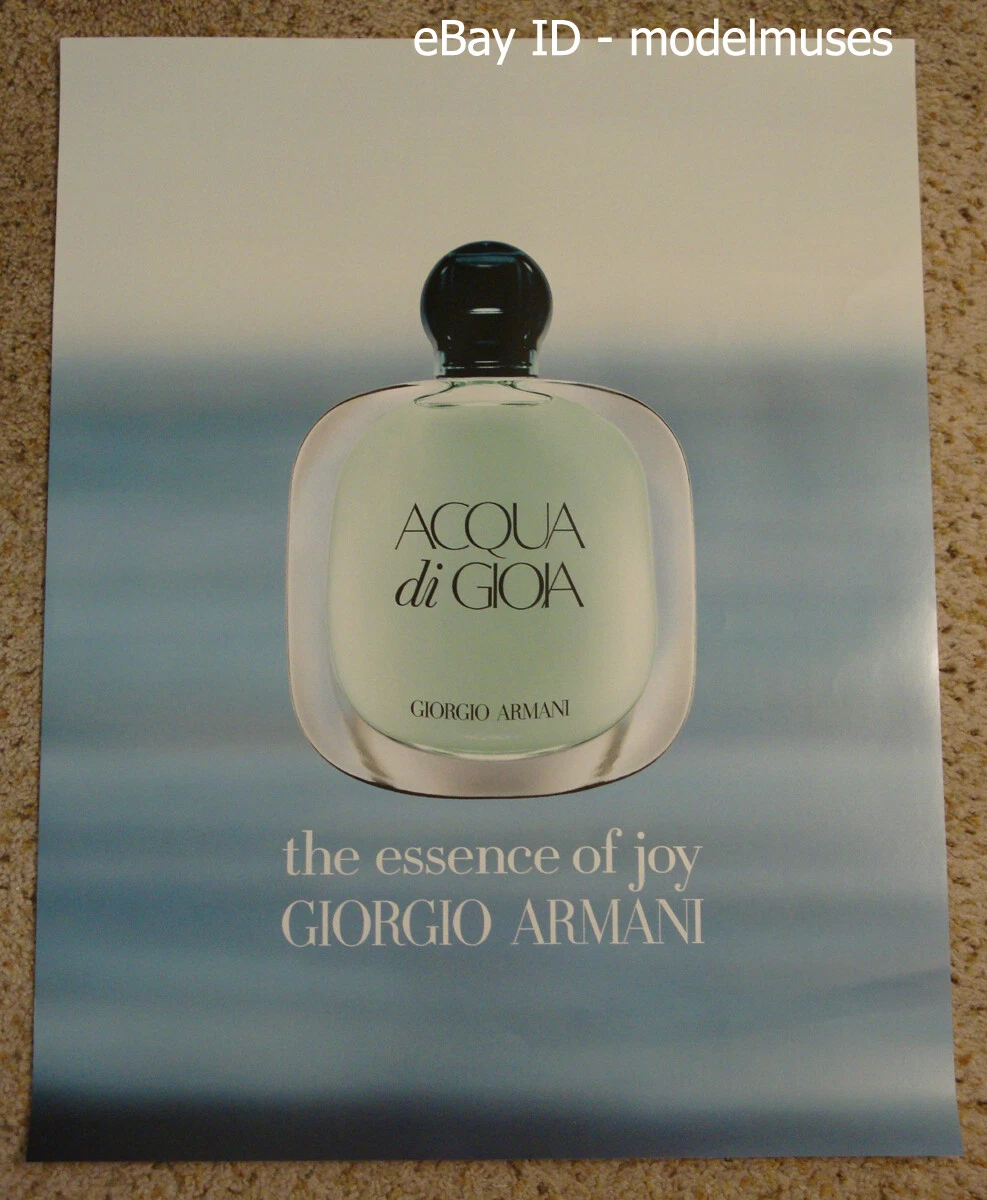 eBay ID - modelmuses
ACQUA
di GIOIA
GIORGIO ARMANI
the essence of joy
GIORGIO ARMANI